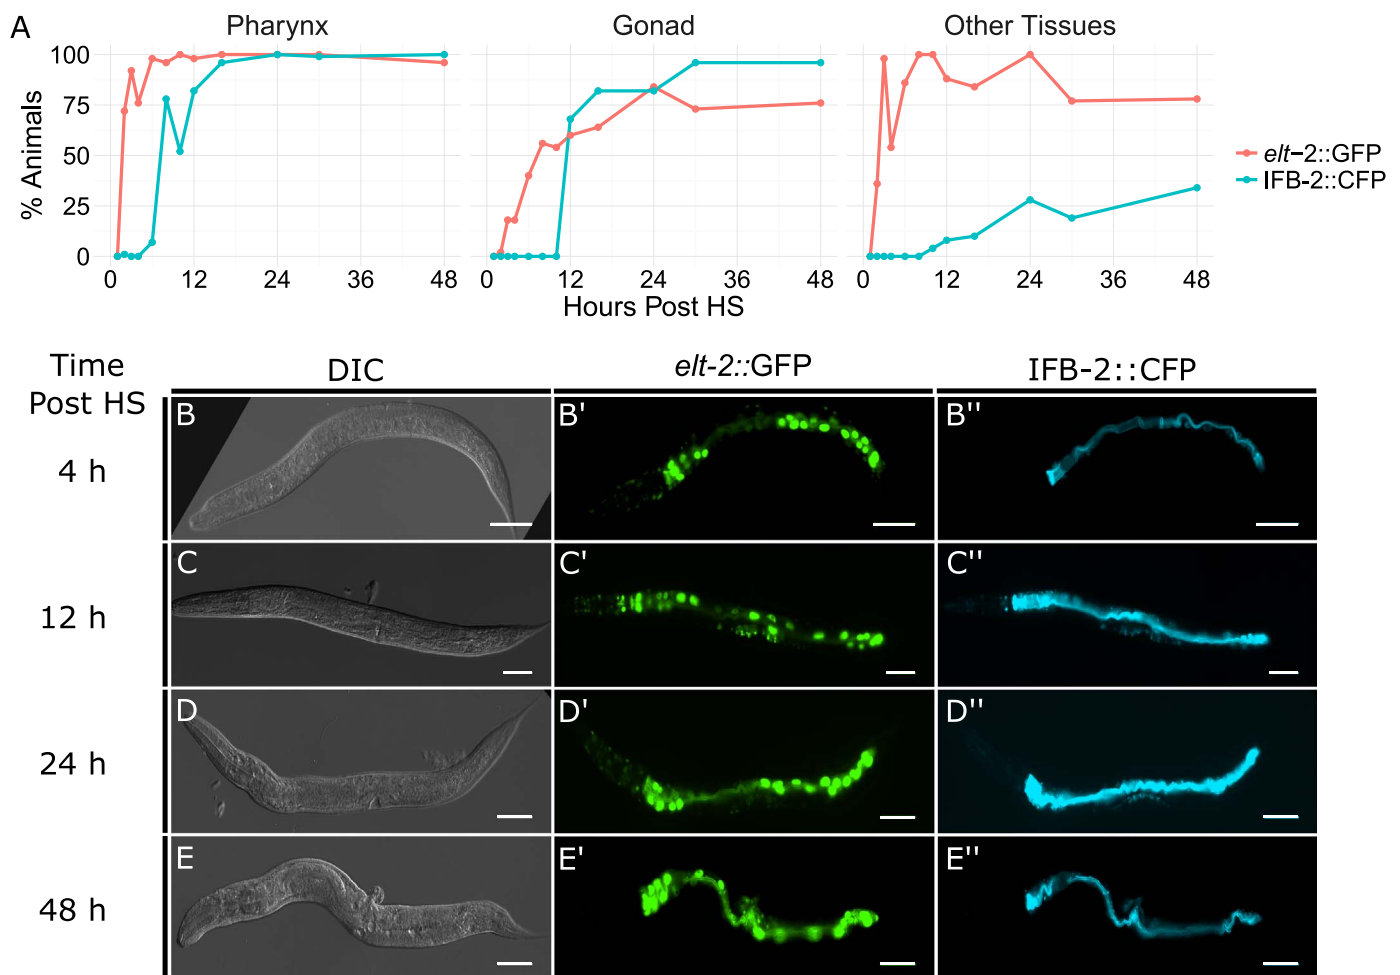 A
Pharynx
Gonad
Other Tissues
% Animals
100
75
50
25
0
0 12 24 36 48
0 12 24 36 48
0 12 24 36 48
Hours Post HS
elt-2::GFP
IFB-2::CFP
Time
Post HS
DIC
elt-2::GFP
IFB-2::CFP
4 h
B
B'
B''
12 h
C
C'
C''
24 h
D
D'
D''
48 h
E
E'
E''